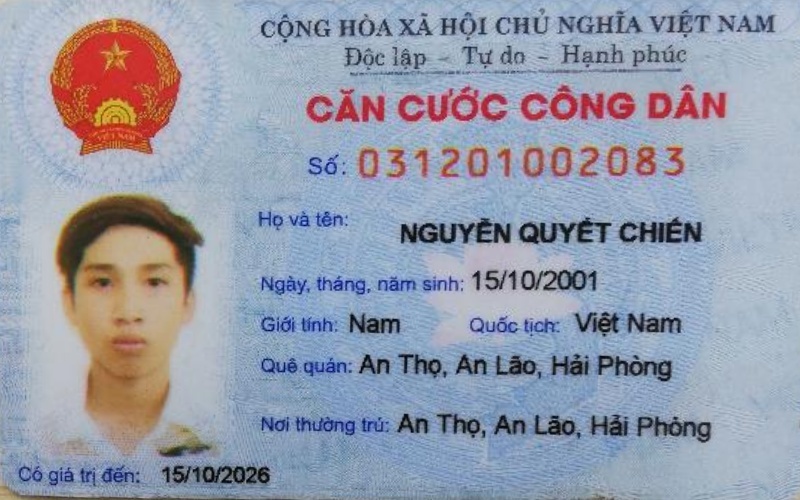 CỘNG HÒA XÃ HỘI CHỦ NGHĨA VIỆT NAM
Độc lập - Tự do - Hạnh phúc
CĂN CƯỚC CÔNG DÂN
Số: 031201002083
Họ và tên: NGUYỄN QUYẾT CHIẾN
Ngày, tháng, năm sinh: 15/10/2001
Giới tính: Nam Quốc tịch: Việt Nam
Quê quán: An Thọ, An Lão, Hải Phòng
Nơi thường trú: An Thọ, An Lão, Hải Phòng
Có giá trị đến: 15/10/2026